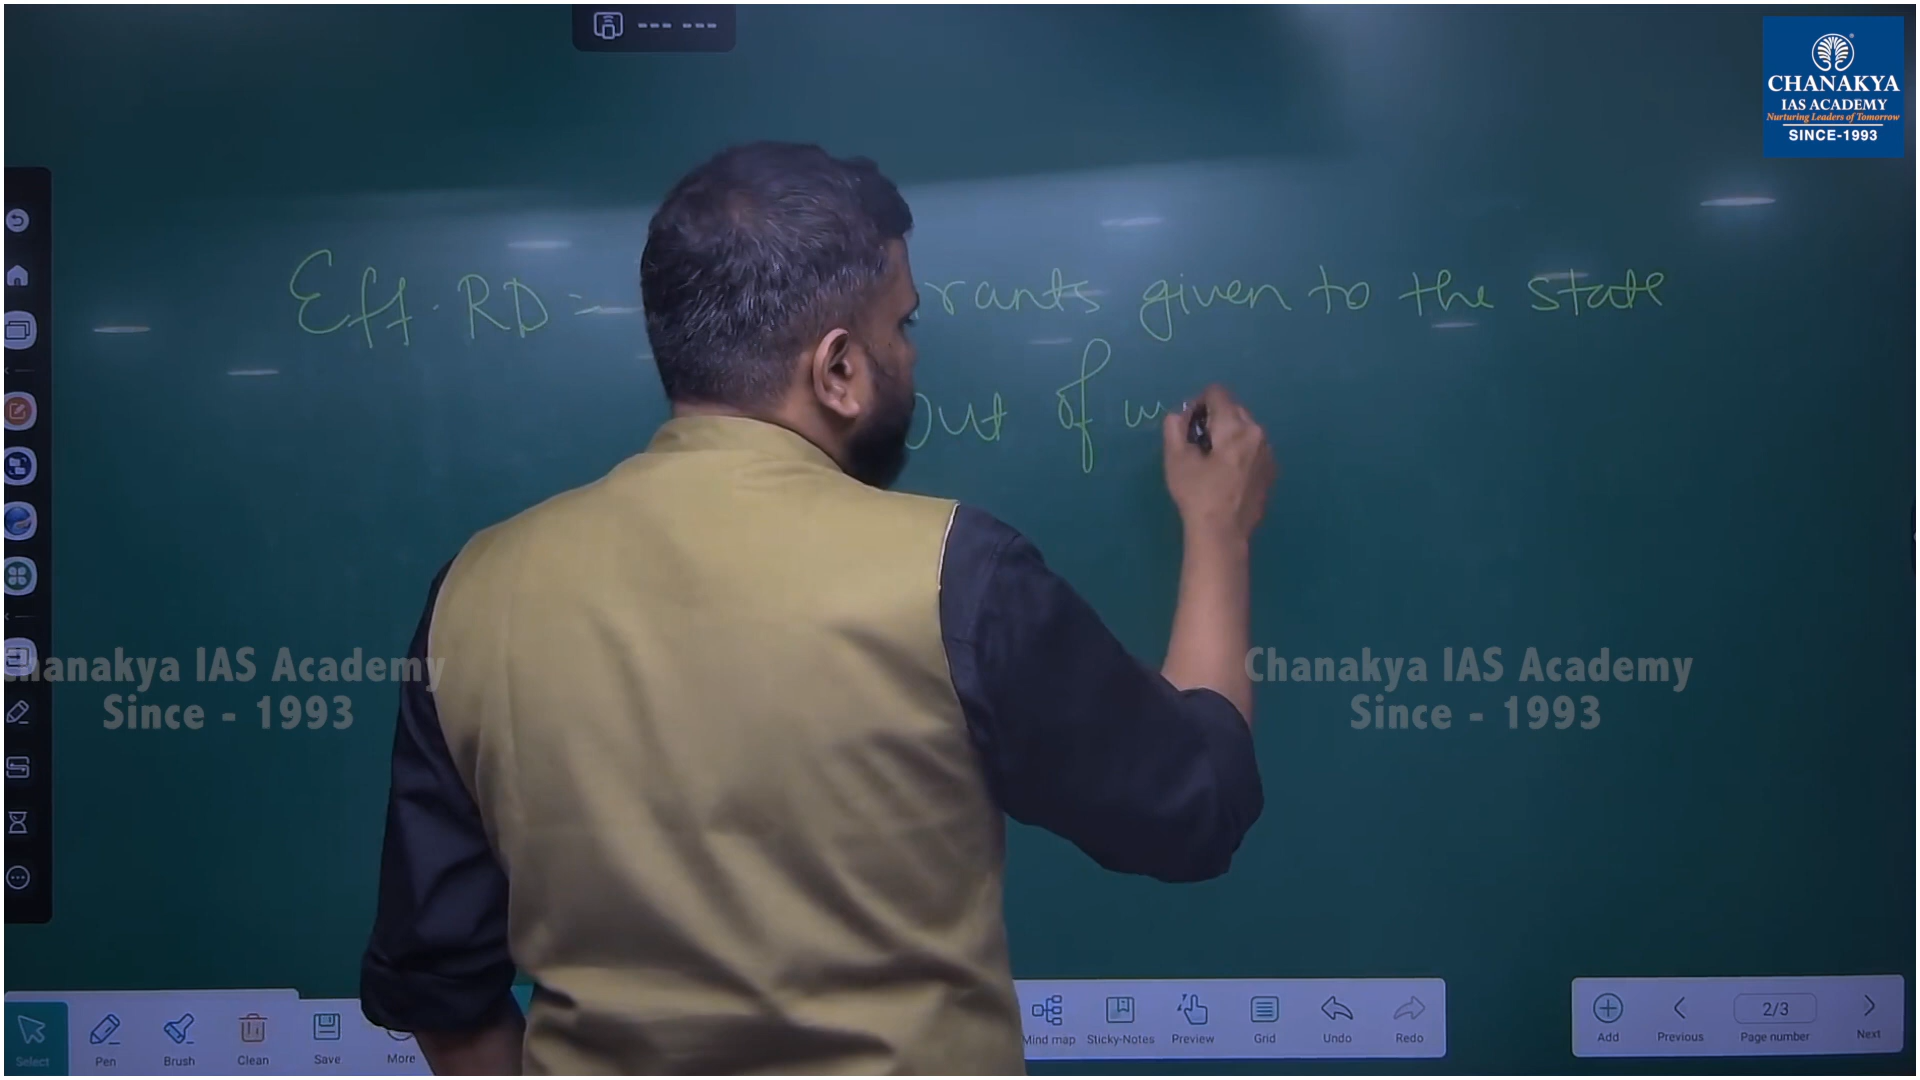 CHANAKYA
IAS ACADEMY
Nurturing Leaders of Tomorrow
SINCE-1993
Eff. RD = rants given to the state
out of
Chanakya IAS Academy
Since - 1993
Chanakya IAS Academy
Since - 1993
Select Pen Brush Clean Save More Mind map Sticky-Notes Preview Grid Undo Redo Add Previous 2/3 Page number Next